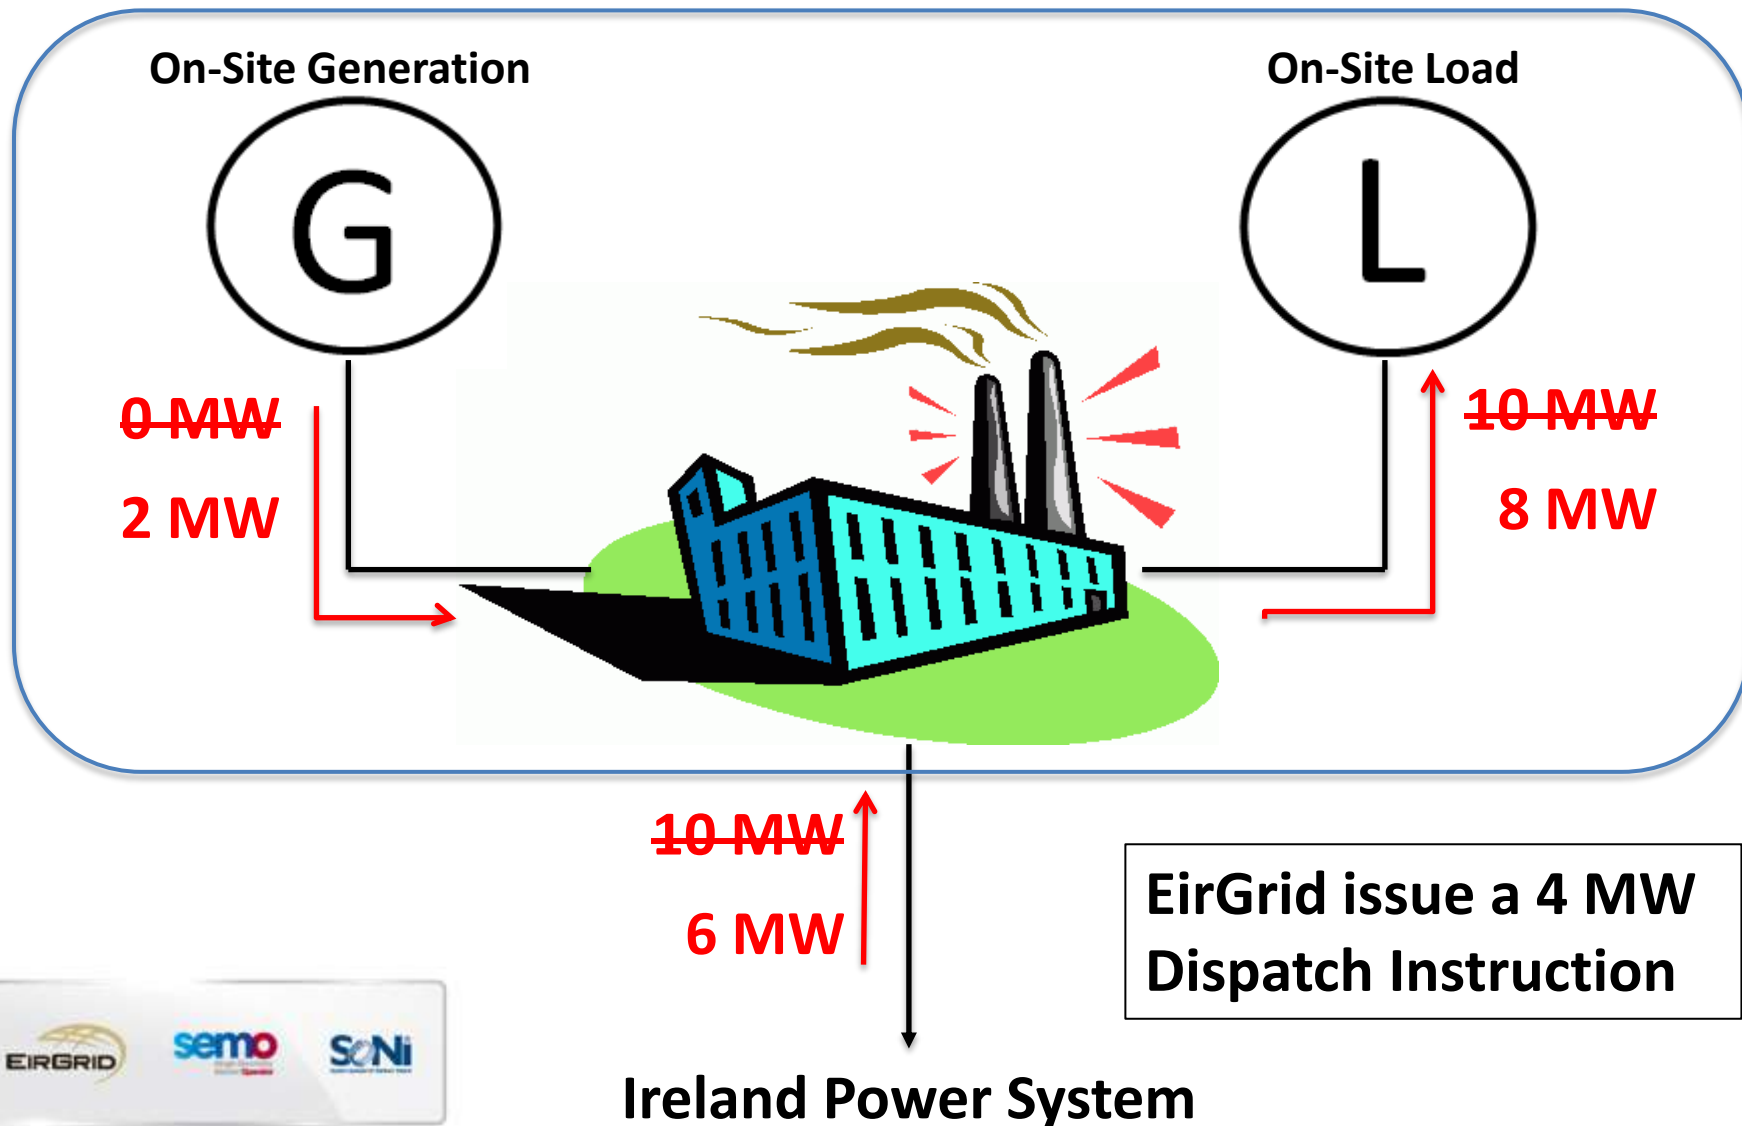 On-Site Generation
On-Site Load
G
L
0 MW
2 MW
10 MW
8 MW
10 MW
6 MW
EirGrid issue a 4 MW
Dispatch Instruction
EIRGRID
semo
SONI
Ireland Power System